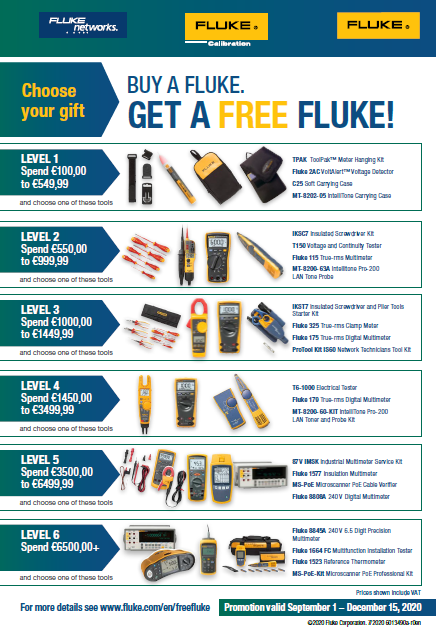 FLUKE
networks.
FLUKE ®
Calibration
FLUKE ®
Choose
your gift
BUY A FLUKE.
GET A FREE FLUKE!
LEVEL 1
Spend €100,00
to €549,99
and choose one of these tools
TPAK ToolPak™ Meter Hanging Kit
Fluke 2AC VoltAlert™ Voltage Detector
C25 Soft Carrying Case
MT-8202-05 IntelliTone Carrying Case
LEVEL 2
Spend €550,00
to €999,99
and choose one of these tools
IKSC7 Insulated Screwdriver Kit
T150 Voltage and Continuity Tester
Fluke 115 True-rms Multimeter
MT-8200-63A Intellitone Pro-200
LAN Tone Probe
LEVEL 3
Spend €1000,00
to €1449,99
and choose one of these tools
IKST7 Insulated Screwdriver and Plier Tools
Starter Kit
Fluke 325 True-rms Clamp Meter
Fluke 175 True-rms Digital Multimeter
ProTool Kit IS60 Network Technicians Tool Kit
LEVEL 4
Spend €1450,00
to €3499,99
and choose one of these tools
T6-1000 Electrical Tester
Fluke 179 True-rms Digital Multimeter
MT-8200-60-KIT IntelliTone Pro-200
LAN Toner and Probe Kit
LEVEL 5
Spend €3500,00
to €6499,99
and choose one of these tools
87V IMSK Industrial Multimeter Service Kit
Fluke 1577 Insulation Multimeter
MS-PoE Microscanner PoE Cable Verifier
Fluke 8808A 240V Digital Multimeter
LEVEL 6
Spend €6500,00+
and choose one of these tools
Fluke 8845A 240V 6.5 Digit Precision
Multimeter
Fluke 1664 FC Multifunction Installation Tester
Fluke 1523 Reference Thermometer
MS-PoE-Kit Microscanner PoE Professional Kit
Prices shown include VAT
For more details see www.fluke.com/en/freefluke
Promotion valid September 1 – December 15, 2020
©2020 Fluke Corporation. 7/2020 6013490a-r0en